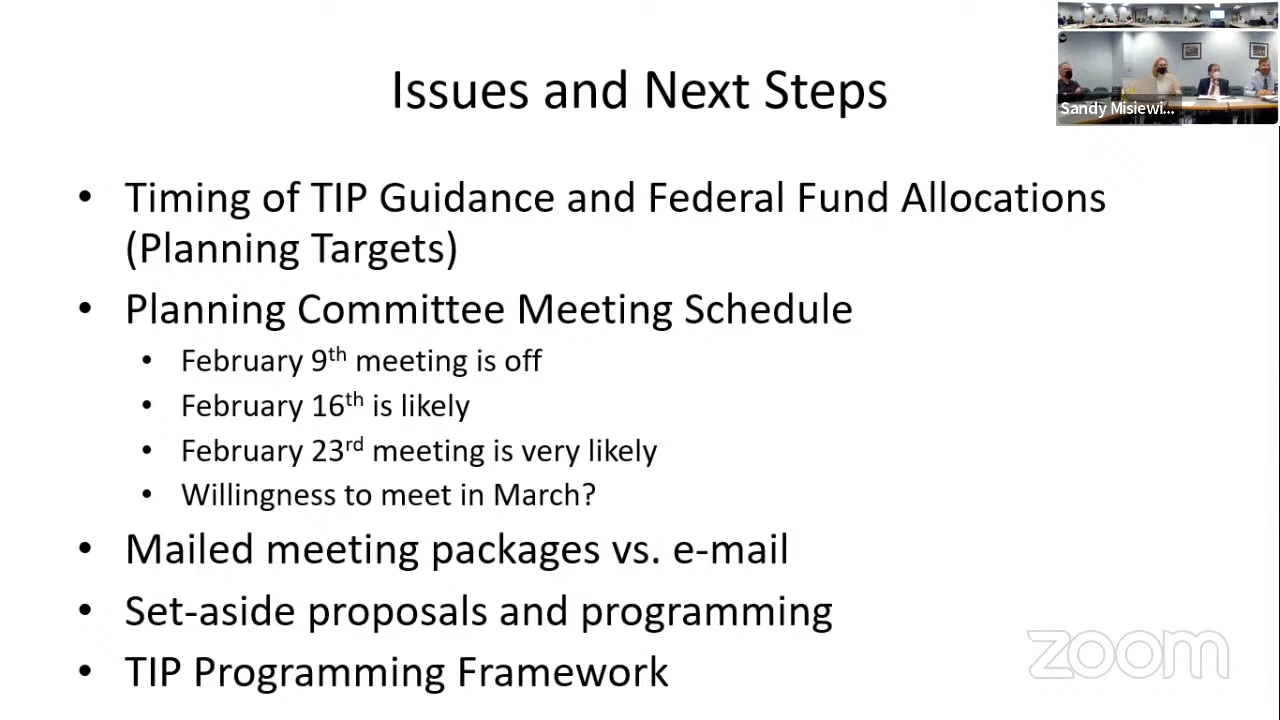 Issues and Next Steps
Sandy Misiewi...
• Timing of TIP Guidance and Federal Fund Allocations
(Planning Targets)
• Planning Committee Meeting Schedule
• February 9th meeting is off
• February 16th is likely
• February 23rd meeting is very likely
• Willingness to meet in March?
• Mailed meeting packages vs. e-mail
• Set-aside proposals and programming
• TIP Programming Framework
zoom